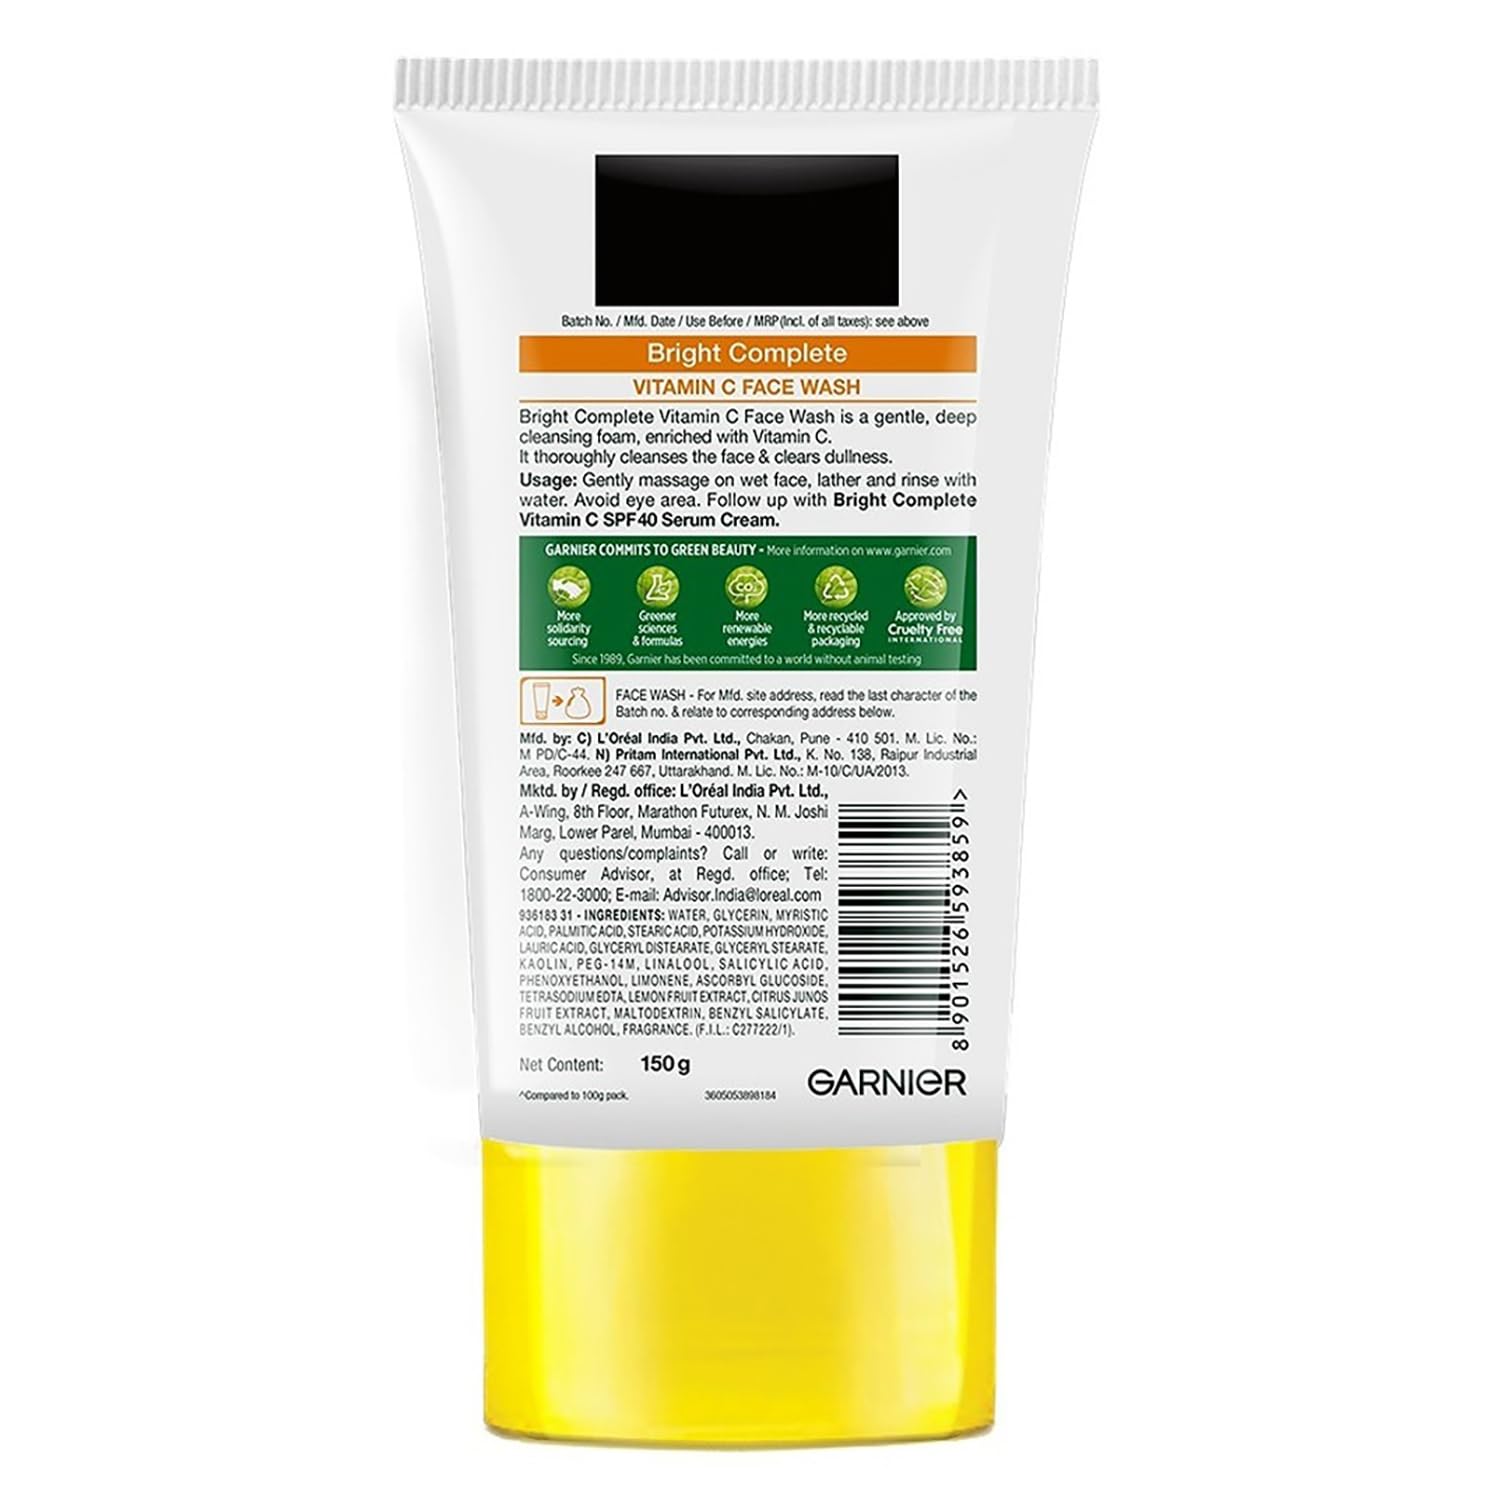 Batch No. / Mfd. Date / Use Before / MRP(Incl. of all taxes): see above
Bright Complete
VITAMIN C FACE WASH
Bright Complete Vitamin C Face Wash is a gentle, deep
cleansing foam, enriched with Vitamin C.
It thoroughly cleanses the face & clears dullness.
Usage: Gently massage on wet face, lather and rinse with
water. Avoid eye area. Follow up with Bright Complete
Vitamin C SPF40 Serum Cream.
GARNIER COMMITS TO GREEN BEAUTY - More information on www.garnier.com
CO₂
More
solidarity
sourcing
Greener
sciences
& formulas
More
renewable
energies
More recycled
& recyclable
packaging
Approved by
Cruelty Free
INTERNATIONAL
Since 1989, Garnier has been committed to a world without animal testing
FACE WASH - For Mfd. site address, read the last character of the
Batch no. & relate to corresponding address below.
Mfd. by: C) L'Oréal India Pvt. Ltd., Chakan, Pune - 410 501. M. Lic. No.:
M PD/C-44. N) Pritam International Pvt. Ltd., K. No. 138, Raipur Industrial
Area, Roorkee 247 667, Uttarakhand. M. Lic. No.: M-10/C/UA/2013.
Mktd. by / Regd. office: L'Oréal India Pvt. Ltd.,
A-Wing, 8th Floor, Marathon Futurex, N. M. Joshi
Marg, Lower Parel, Mumbai - 400013.
Any questions/complaints? Call or write:
Consumer Advisor, at Regd. office; Tel:
1800-22-3000; E-mail: Advisor.India@loreal.com
936183 31 - INGREDIENTS: WATER, GLYCERIN, MYRISTIC
ACID, PALMITIC ACID, STEARIC ACID, POTASSIUM HYDROXIDE,
LAURIC ACID, GLYCERYL DISTEARATE, GLYCERYL STEARATE,
KAOLIN, PEG-14M, LINALOOL, SALICYLIC ACID,
PHENOXYETHANOL, LIMONENE, ASCORBYL GLUCOSIDE,
TETRASODIUM EDTA, LEMON FRUIT EXTRACT, CITRUS JUNOS
FRUIT EXTRACT, MALTODEXTRIN, BENZYL SALICYLATE,
BENZYL ALCOHOL, FRAGRANCE. (F.I.L.: C277222/1).
8 901526 593859 >
Net Content: 150 g
GARNIER
^Compared to 100g pack.
3605053898184